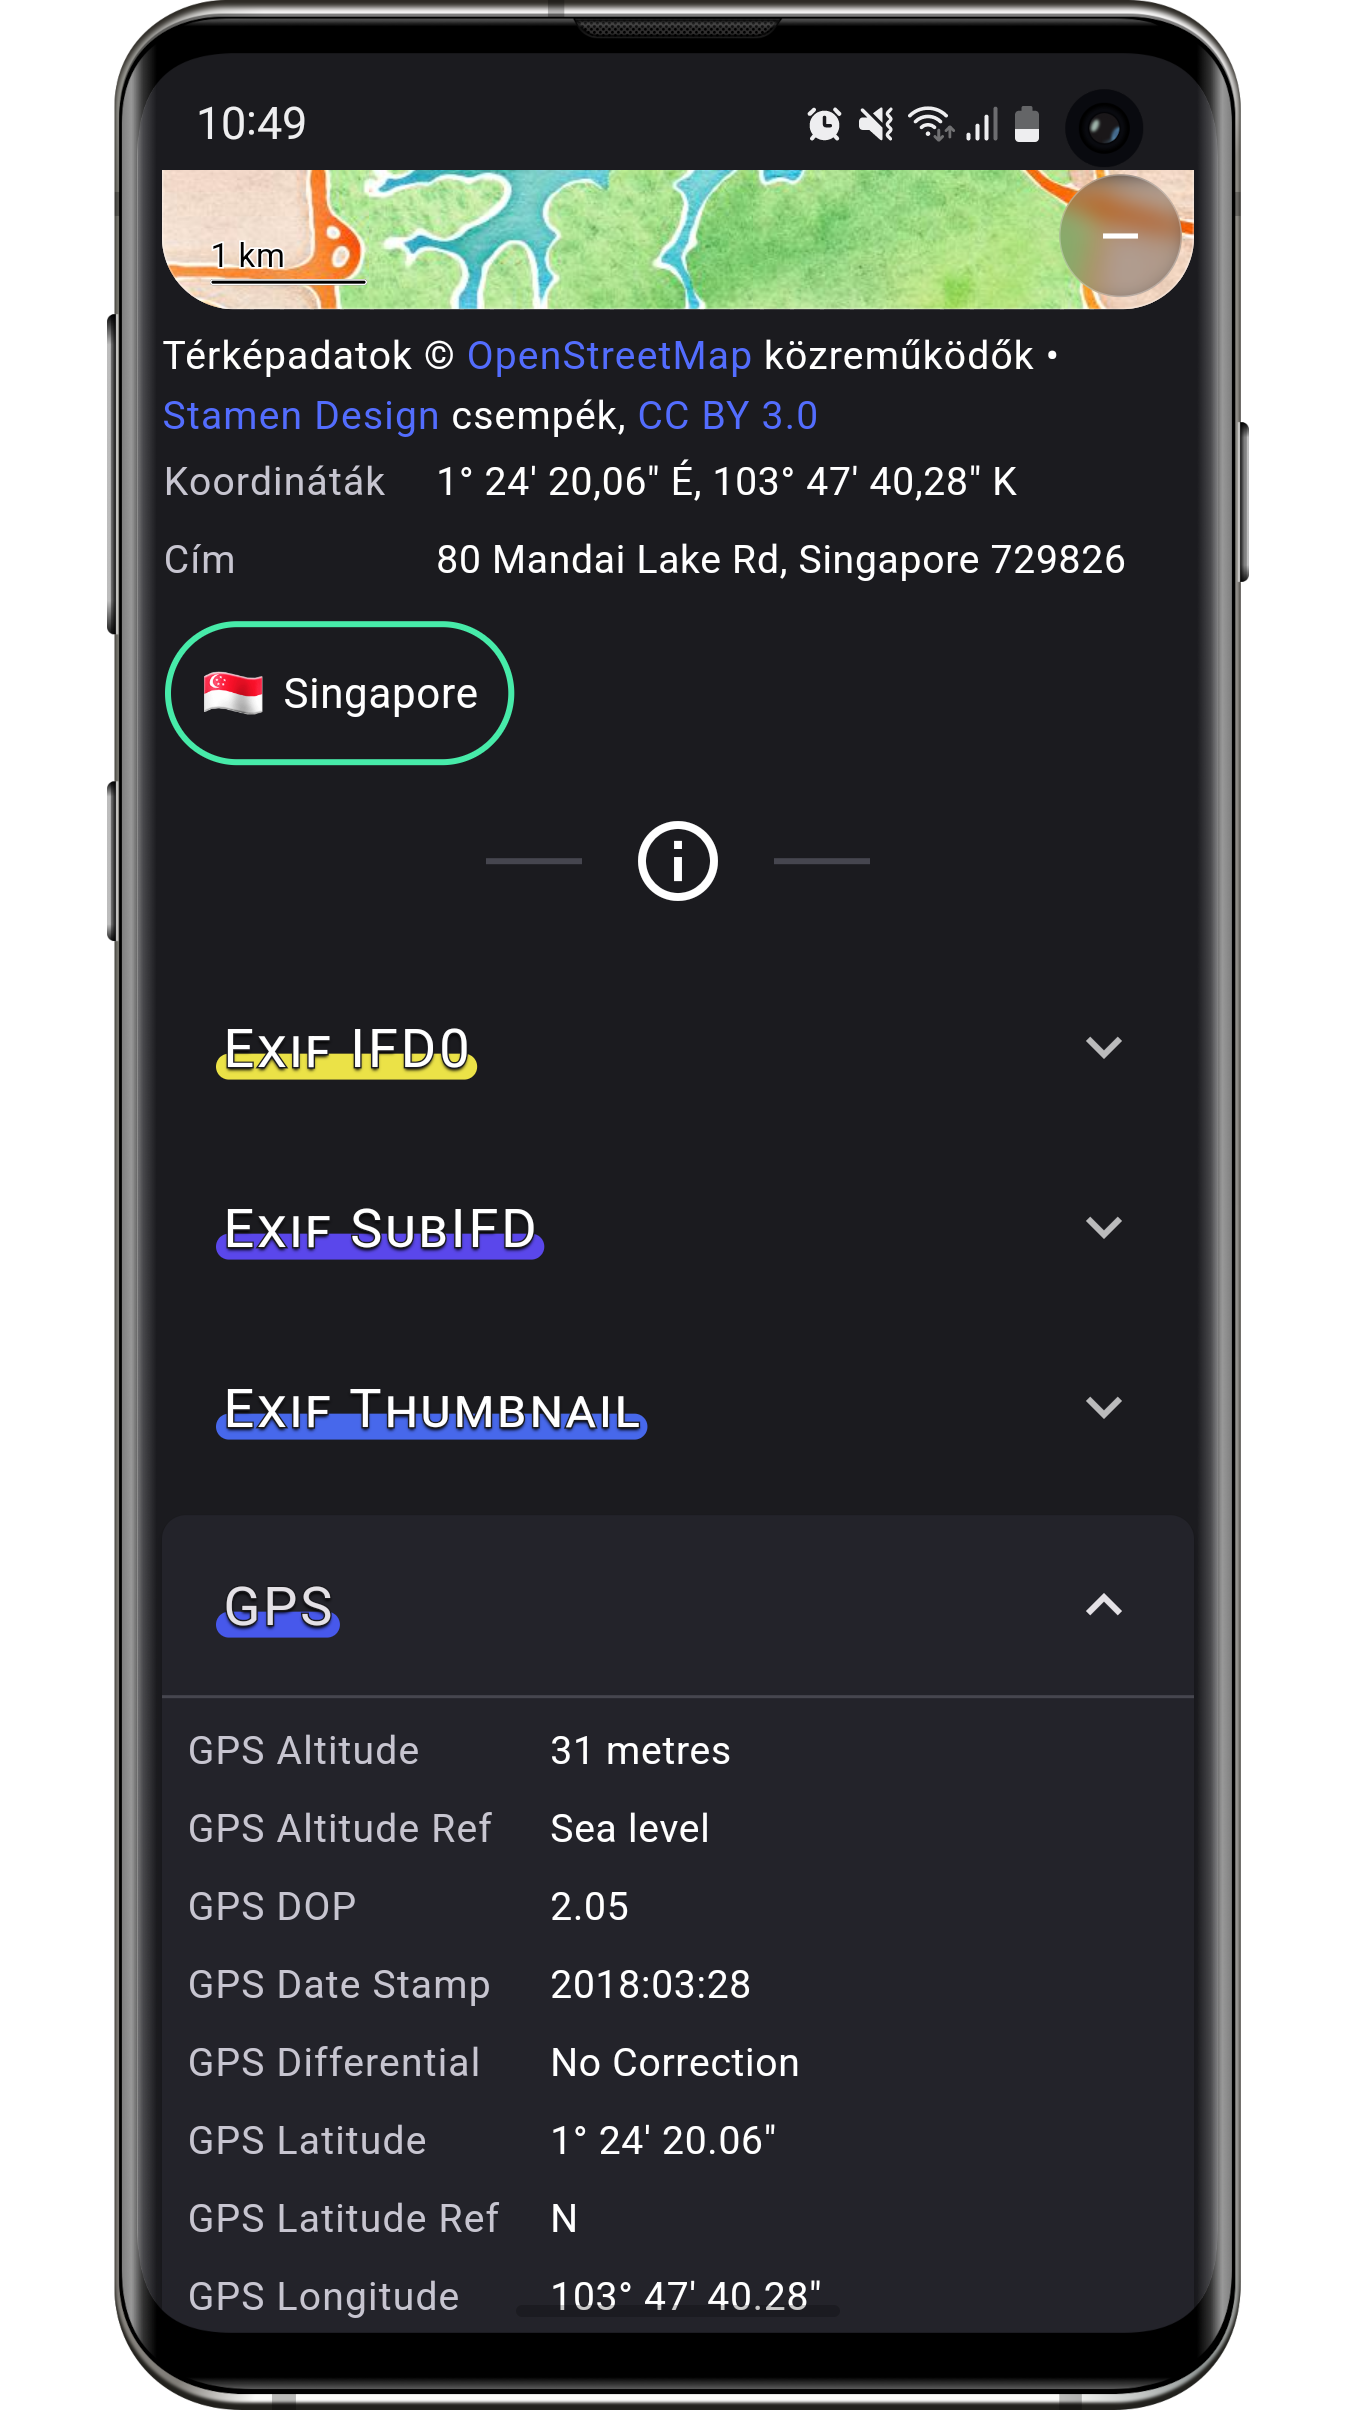 10:49
1 km
Térképadatok © OpenStreetMap közreműködők •
Stamen Design csempék, CC BY 3.0
Koordináták 1° 24' 20,06" É, 103° 47' 40,28" K
Cím 80 Mandai Lake Rd, Singapore 729826
Singapore
Exif IFD0
Exif SubIFD
Exif Thumbnail
GPS
GPS Altitude 31 metres
GPS Altitude Ref Sea level
GPS DOP 2.05
GPS Date Stamp 2018:03:28
GPS Differential No Correction
GPS Latitude 1° 24' 20.06"
GPS Latitude Ref N
GPS Longitude 103° 47' 40.28"